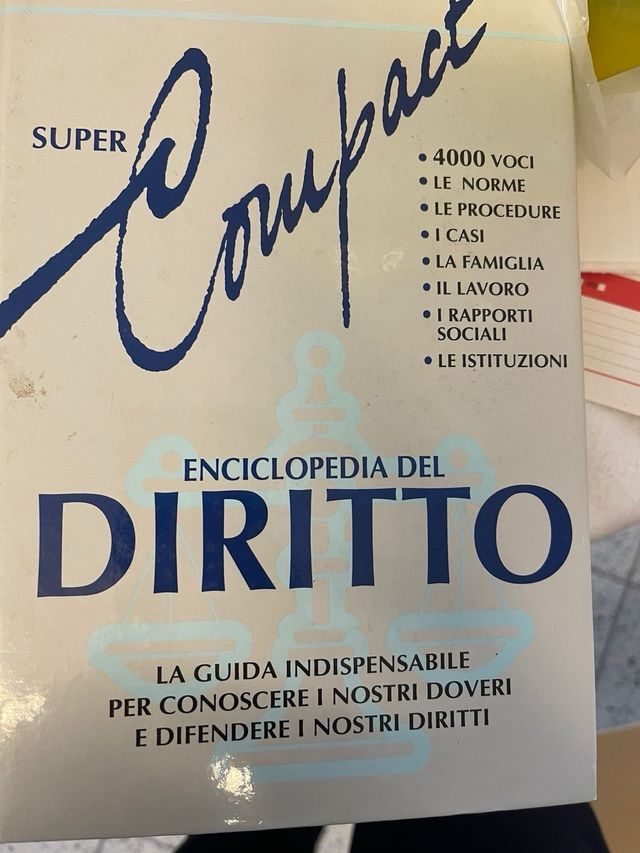 SUPER Compact
• 4000 VOCI
• LE NORME
• LE PROCEDURE
• I CASI
• LA FAMIGLIA
• IL LAVORO
• I RAPPORTI
SOCIALI
• LE ISTITUZIONI
ENCICLOPEDIA DEL
DIRITTO
LA GUIDA INDISPENSABILE
PER CONOSCERE I NOSTRI DOVERI
E DIFENDERE I NOSTRI DIRITTI